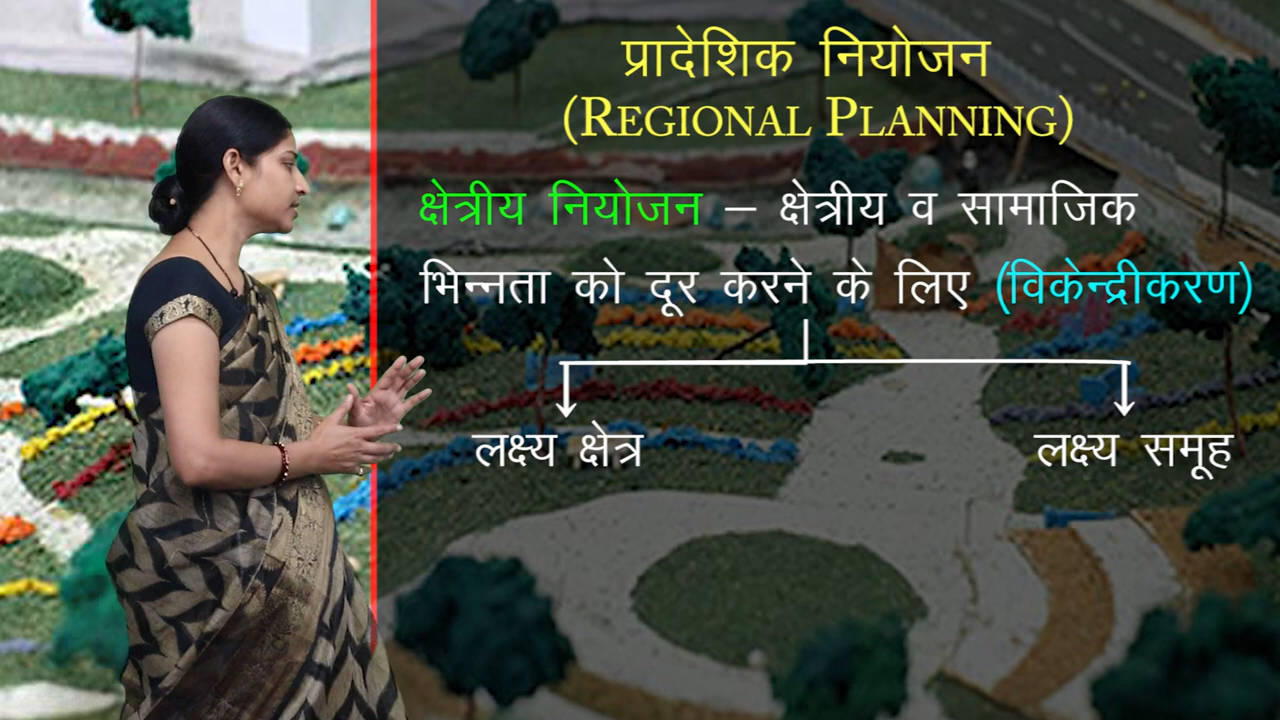 प्रादेशिक नियोजन
(REGIONAL PLANNING)
क्षेत्रीय नियोजन – क्षेत्रीय व सामाजिक
भिन्नता को दूर करने के लिए (विकेन्द्रीकरण)
लक्ष्य क्षेत्र
लक्ष्य समूह